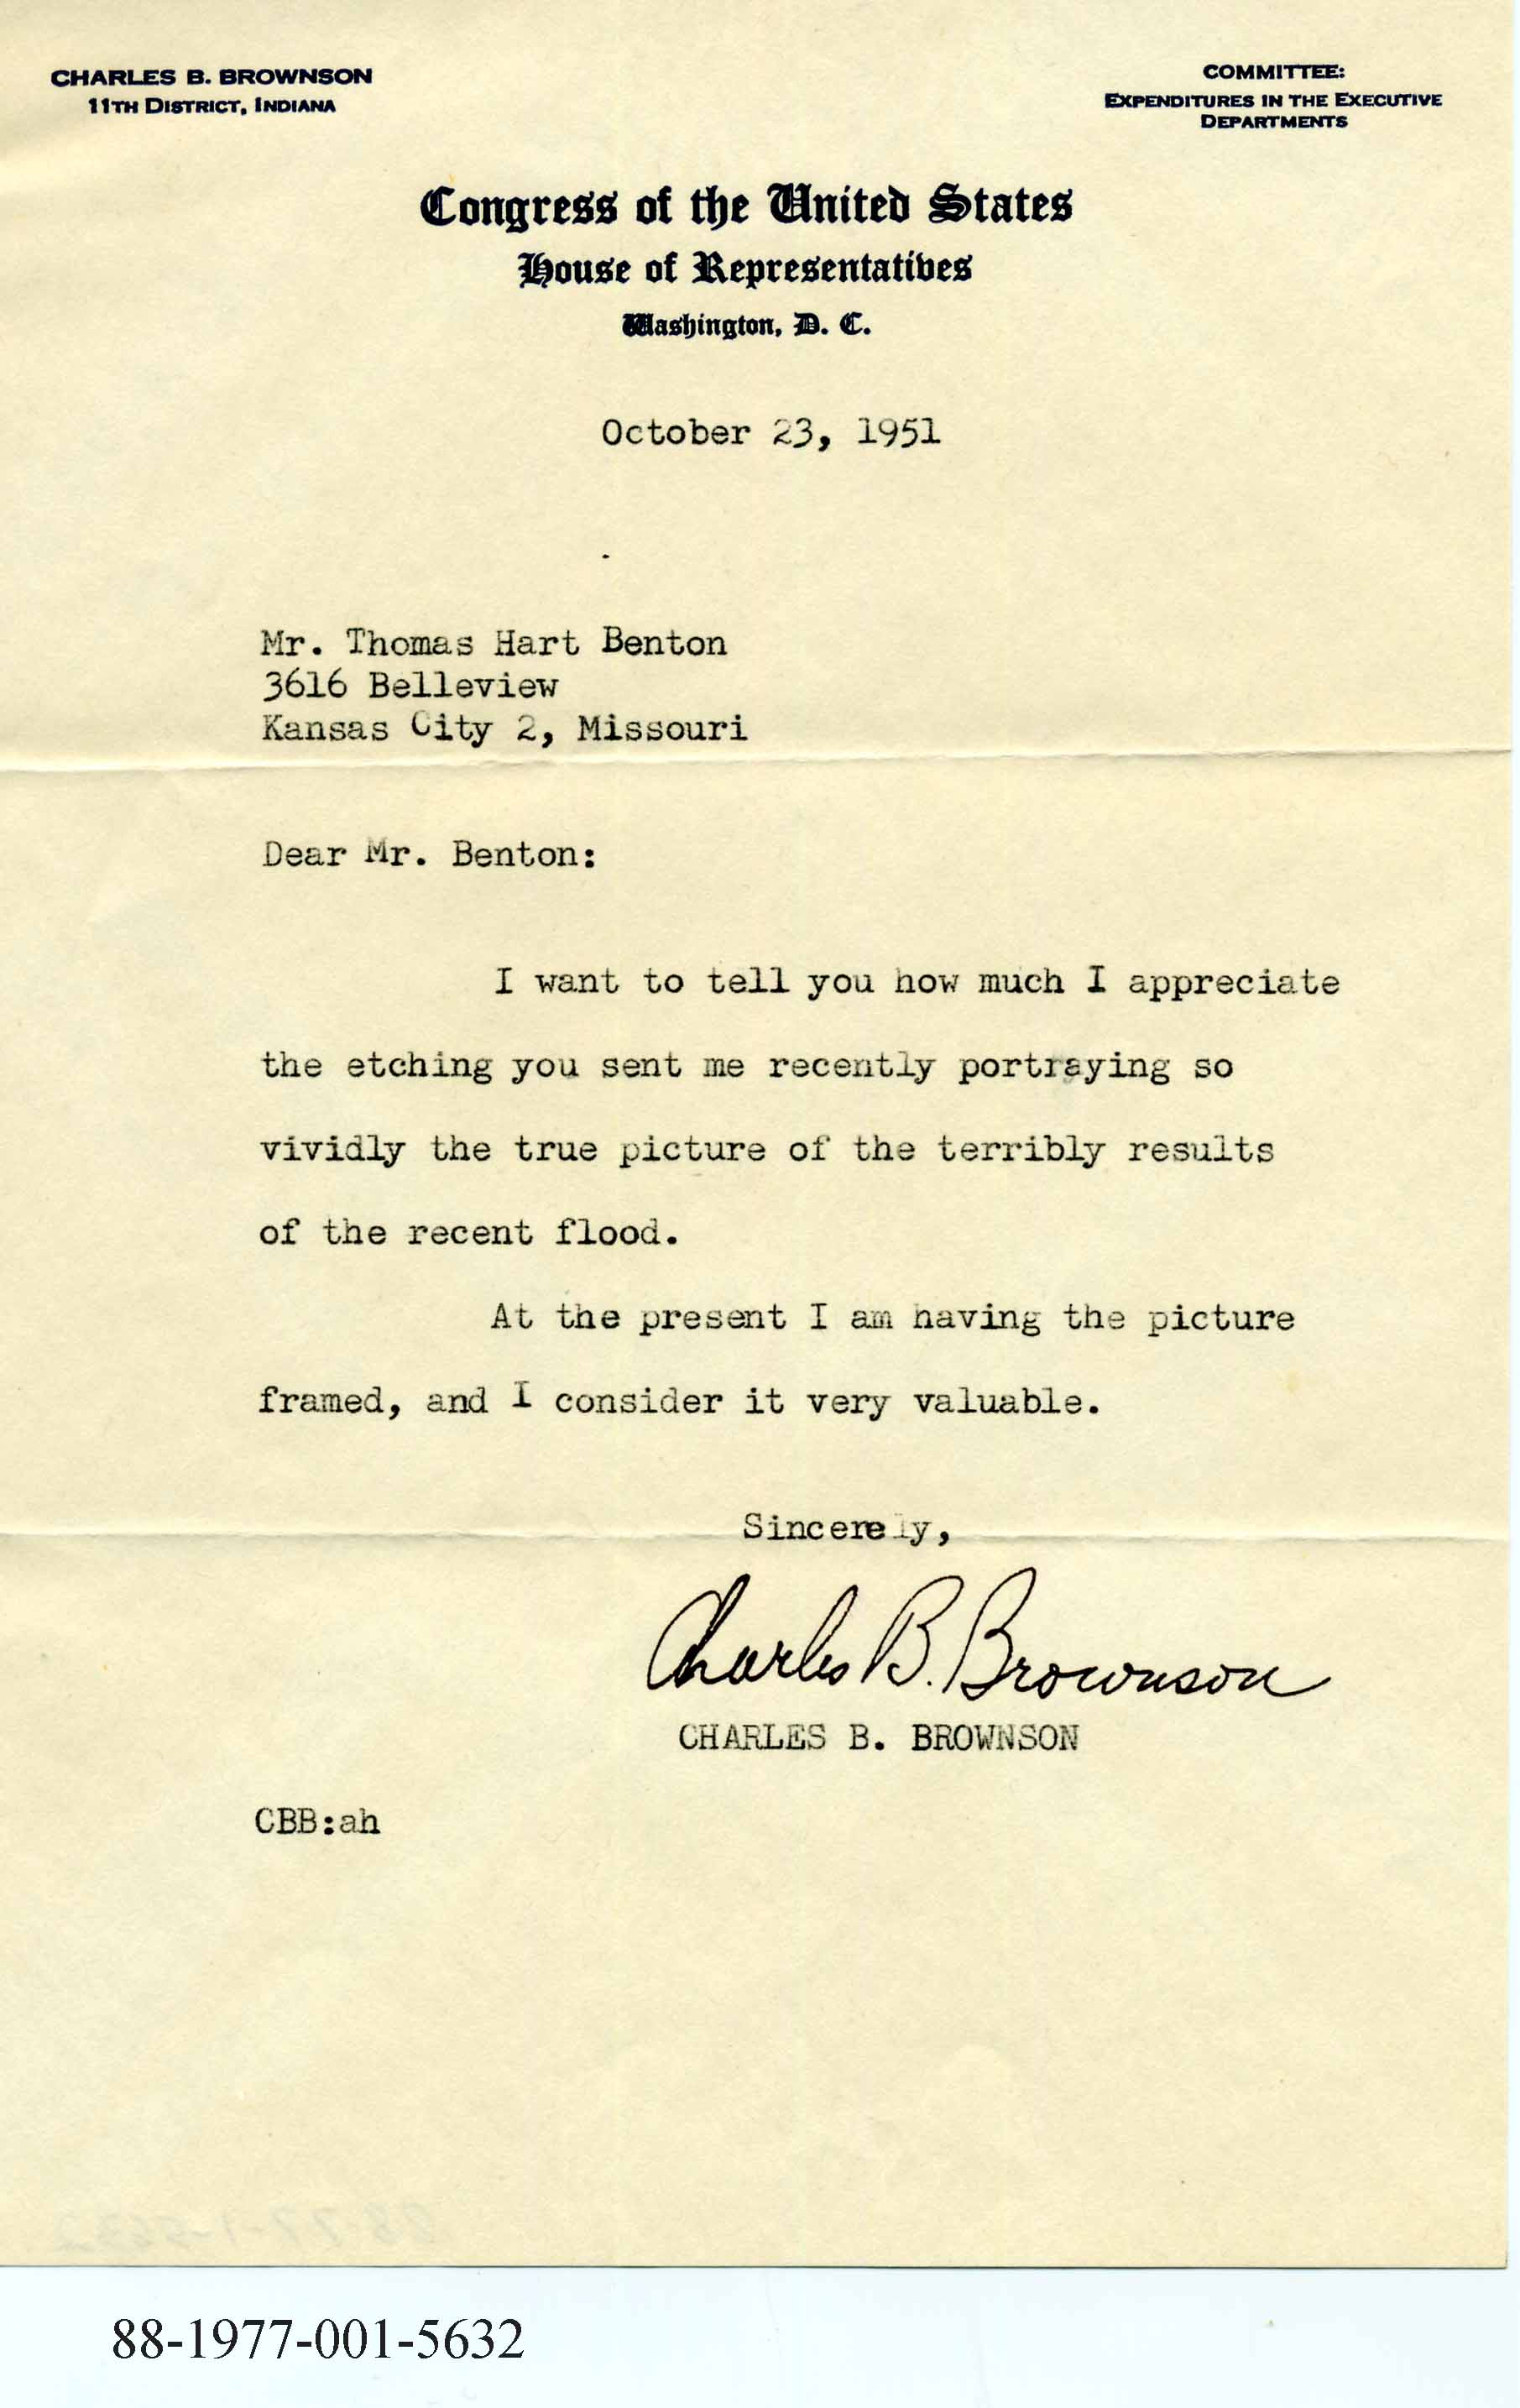 CHARLES B. BROWNSON
11TH DISTRICT, INDIANA
COMMITTEE:
EXPENDITURES IN THE EXECUTIVE
DEPARTMENTS
Congress of the United States
House of Representatives
Washington, D. C.
October 23, 1951
Mr. Thomas Hart Benton
3616 Belleview
Kansas City 2, Missouri
Dear Mr. Benton:
I want to tell you how much I appreciate
the etching you sent me recently portraying so
vividly the true picture of the terribly results
of the recent flood.
At the present I am having the picture
framed, and I consider it very valuable.
Sincerely,
Charles B. Brownson
CHARLES B. BROWNSON
CBB:ah
88-1977-001-5632